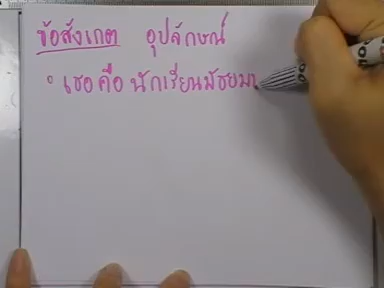 ข้อสังเกต อุปลักษณ์
เธอคือนักเรียนมัธยมา